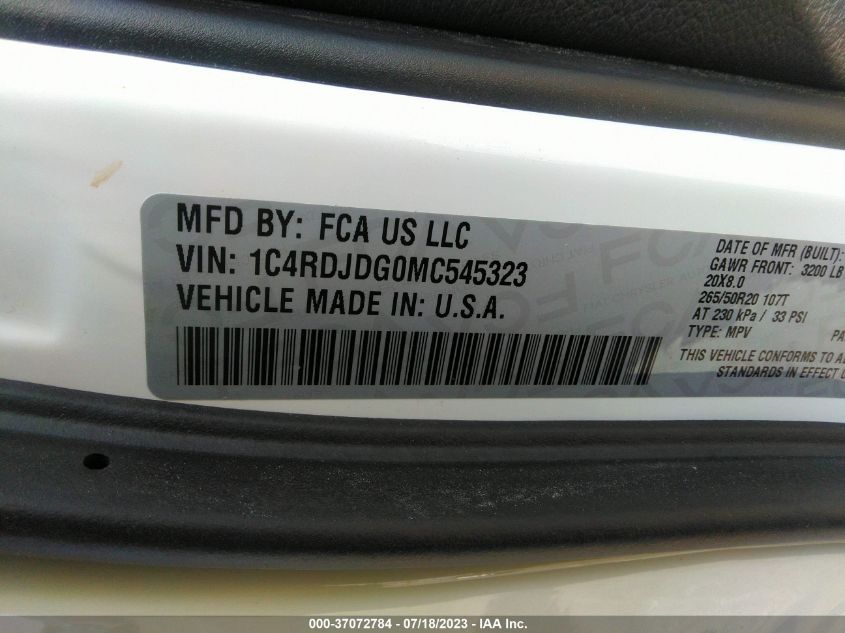 MFD BY: FCA US LLC
VIN: 1C4RDJDG0MC545323
VEHICLE MADE IN: U.S.A.
DATE OF MFR (BUILT):
GAWR FRONT: 3200 LB
20X8.0
265/50R20 107T
AT 230 kPa / 33 PSI
TYPE: MPV
THIS VEHICLE CONFORMS TO
STANDARDS IN EFFECT
000-37072784 - 07/18/2023 - IAA Inc.